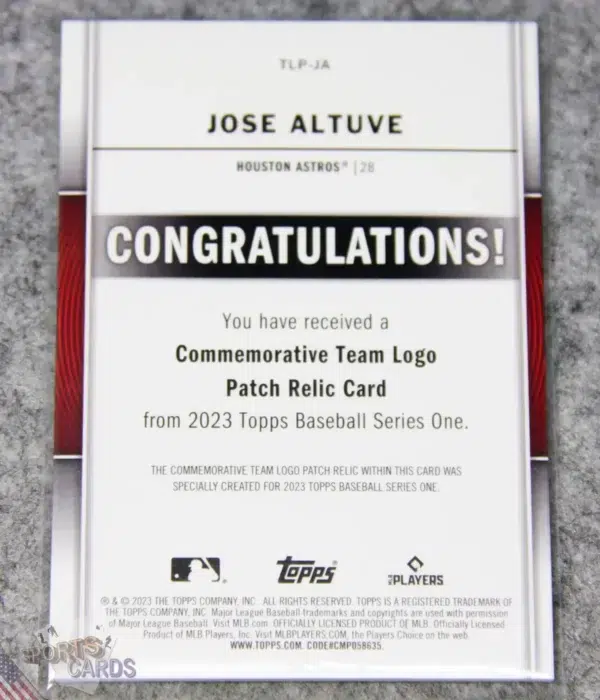 TLP-JA
JOSE ALTUVE
HOUSTON ASTROS® | 2B
CONGRATULATIONS!
You have received a
Commemorative Team Logo
Patch Relic Card
from 2023 Topps Baseball Series One.
THE COMMEMORATIVE TEAM LOGO PATCH RELIC WITHIN THIS CARD WAS
SPECIALLY CREATED FOR 2023 TOPPS BASEBALL SERIES ONE.
Topps PLAYERS
® & © 2023 THE TOPPS COMPANY, INC. ALL RIGHTS RESERVED. TOPPS IS A REGISTERED TRADEMARK OF
THE TOPPS COMPANY, INC. Major League Baseball trademarks and copyrights are used with permission
of Major League Baseball. Visit MLB.com. OFFICIALLY LICENSED PRODUCT OF MLB. Officially Licensed
Product of MLB Players, Inc. Visit MLBPLAYERS.COM, the Players Choice on the web.
WWW.TOPPS.COM. CODE#CMP058635.
SPORTS
CARDS